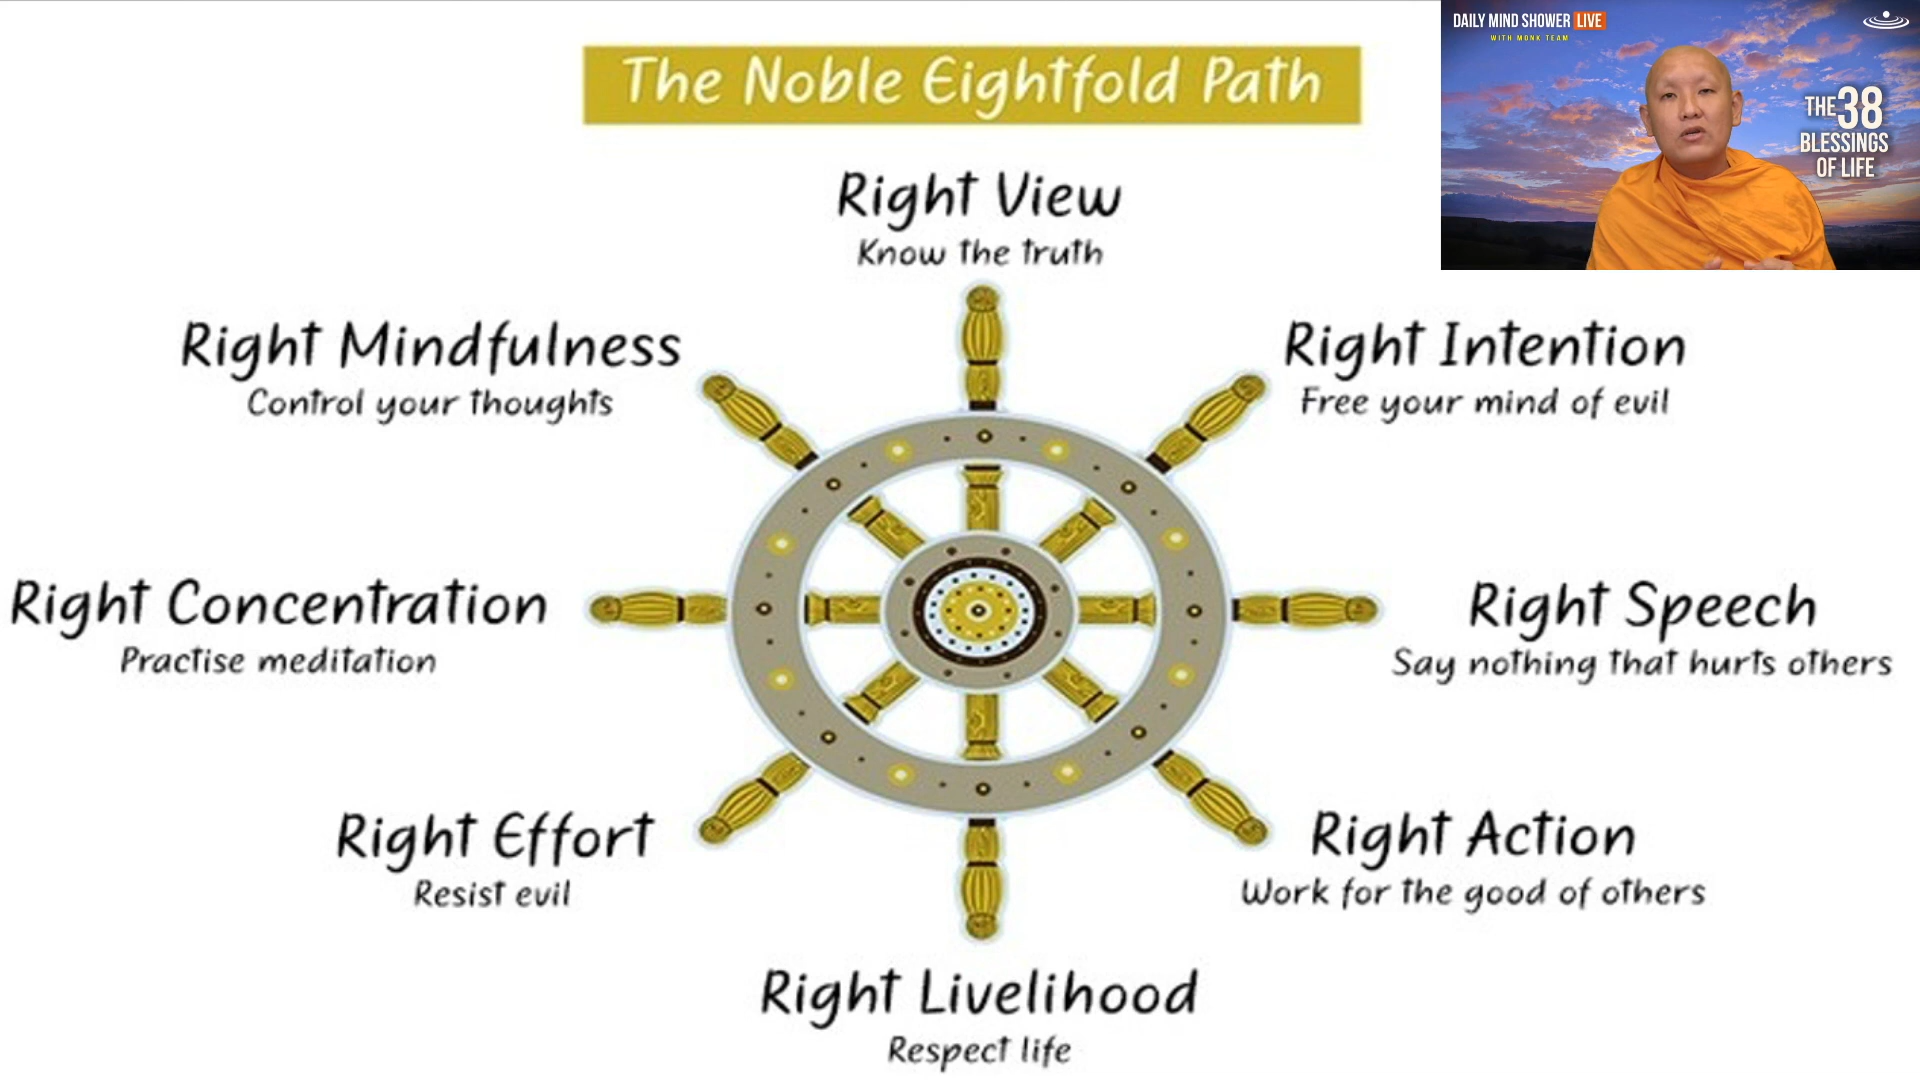 The Noble Eightfold Path
DAILY MIND SHOWER LIVE
WITH MONK TEAM
THE 38
BLESSINGS
OF LIFE
Right View
Know the truth
Right Mindfulness
Control your thoughts
Right Intention
Free your mind of evil
Right Concentration
Practise meditation
Right Speech
Say nothing that hurts others
Right Effort
Resist evil
Right Action
Work for the good of others
Right Livelihood
Respect life